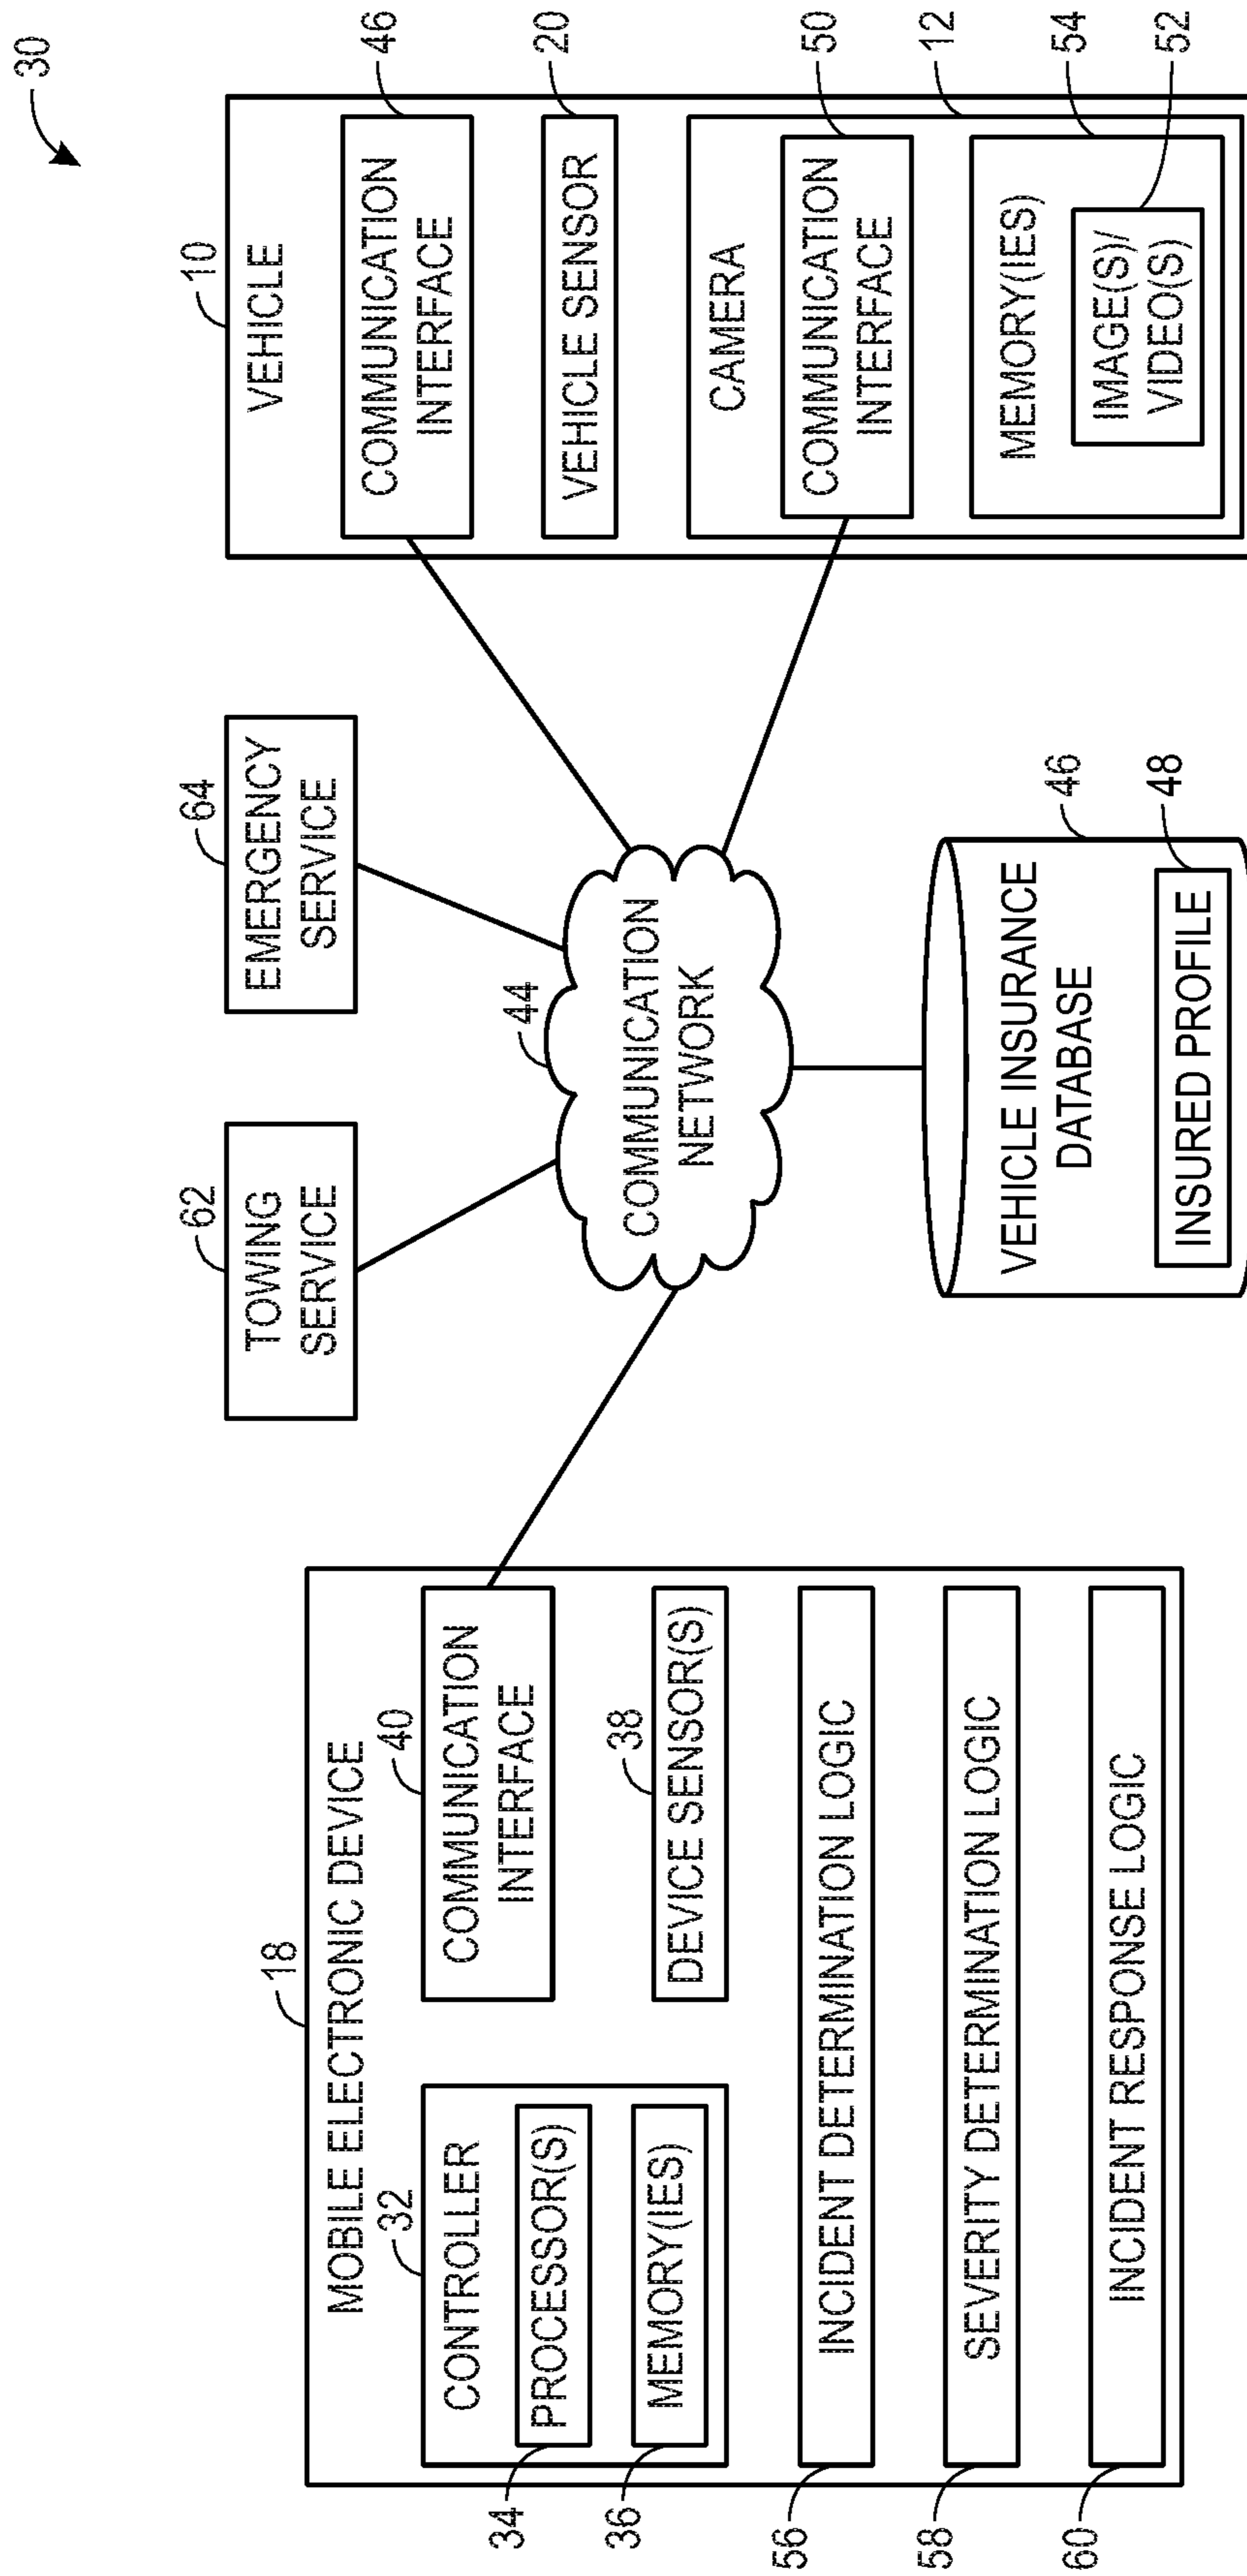 30
18
MOBILE ELECTRONIC DEVICE
32
CONTROLLER
34
PROCESSOR(S)
36
MEMORY(IES)
40
COMMUNICATION
INTERFACE
38
DEVICE SENSOR(S)
56
INCIDENT DETERMINATION LOGIC
58
SEVERITY DETERMINATION LOGIC
60
INCIDENT RESPONSE LOGIC
62
TOWING
SERVICE
64
EMERGENCY
SERVICE
44
COMMUNICATION
NETWORK
46
VEHICLE INSURANCE
DATABASE
48
INSURED PROFILE
10
VEHICLE
46
COMMUNICATION
INTERFACE
20
VEHICLE SENSOR
12
CAMERA
50
COMMUNICATION
INTERFACE
54
MEMORY(IES)
52
IMAGE(S)/
VIDEO(S)